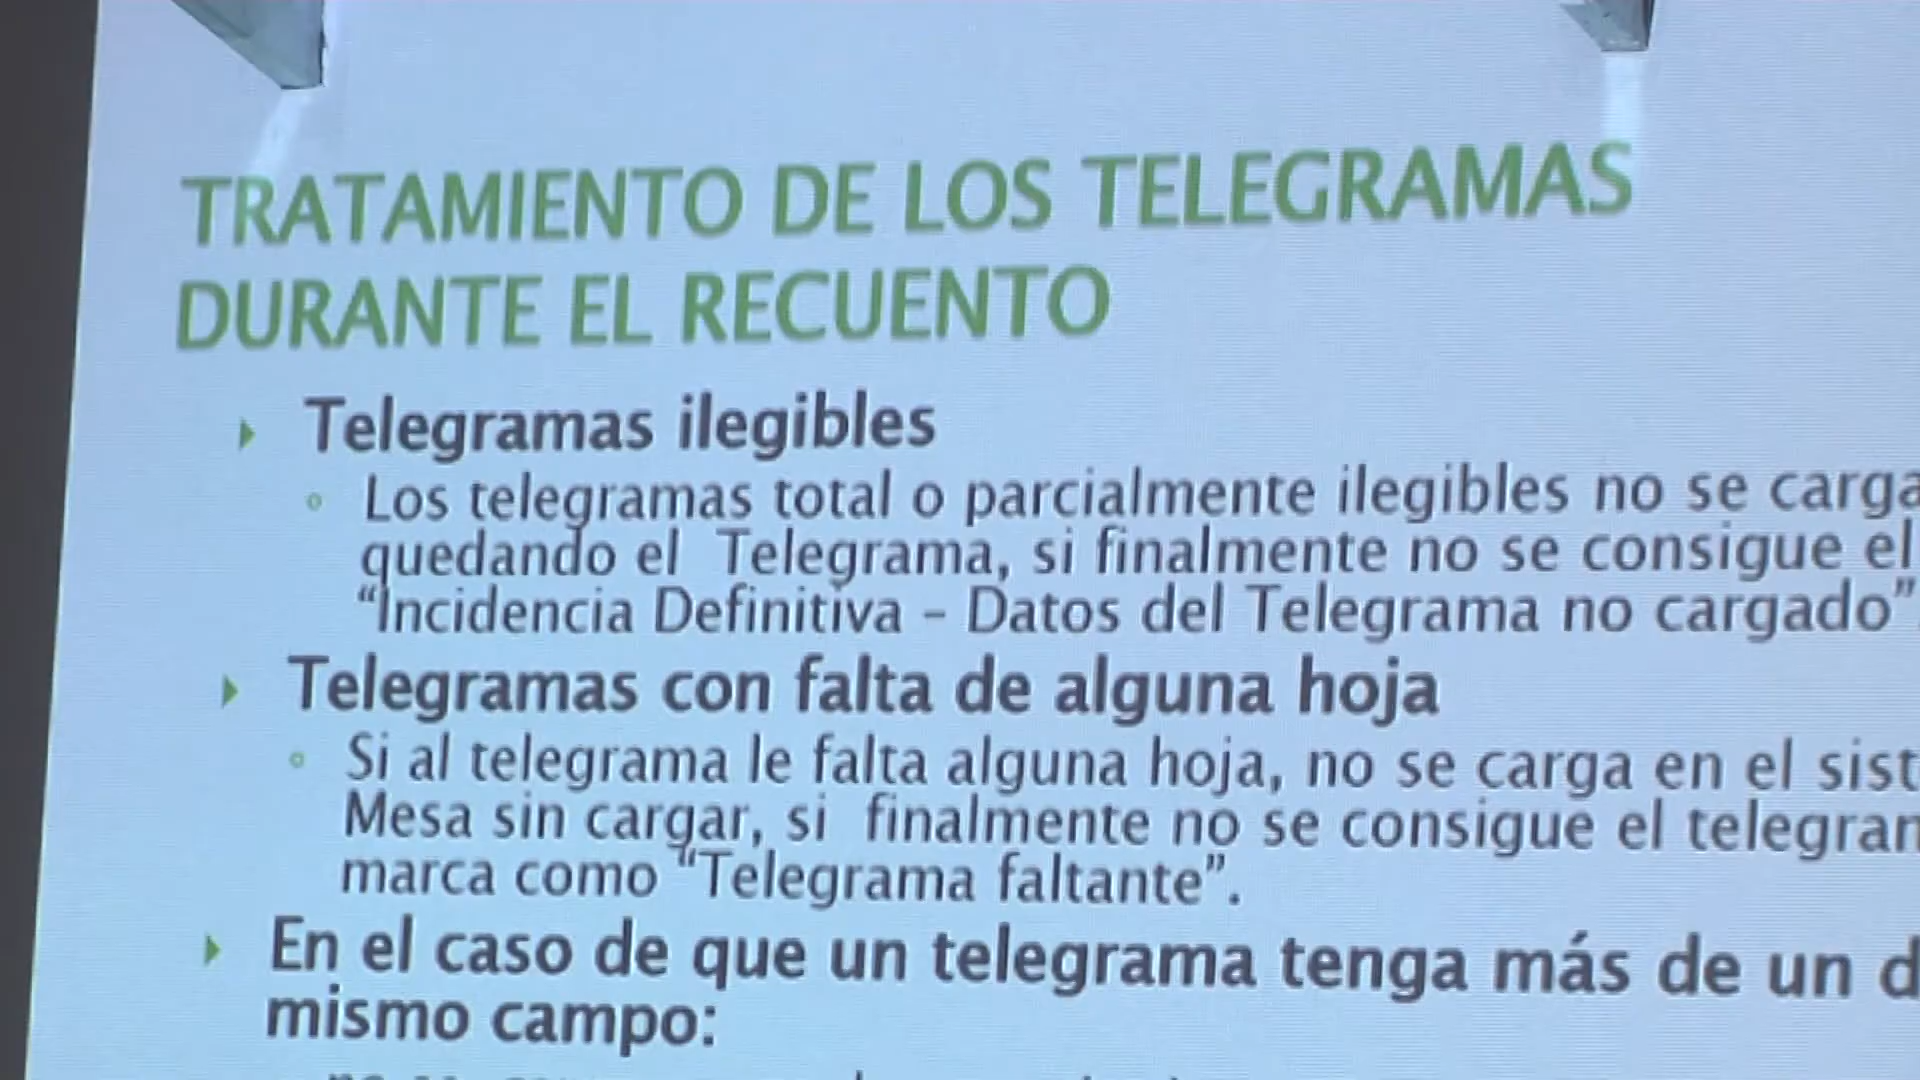 TRATAMIENTO DE LOS TELEGRAMAS
DURANTE EL RECUENTO
Telegramas ilegibles
Los telegramas total o parcialmente ilegibles no se carga
quedando el Telegrama, si finalmente no se consigue el
“Incidencia Definitiva – Datos del Telegrama no cargado”.
Telegramas con falta de alguna hoja
Si al telegrama le falta alguna hoja, no se carga en el sist
Mesa sin cargar, si finalmente no se consigue el telegram
marca como “Telegrama faltante”.
En el caso de que un telegrama tenga más de un d
mismo campo: